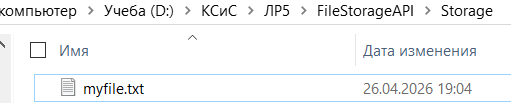 компьютер > Учеба (D:) > КСиС > ЛР5 > FileStorageAPI > Storage
Имя Дата изменения
myfile.txt 26.04.2026 19:04